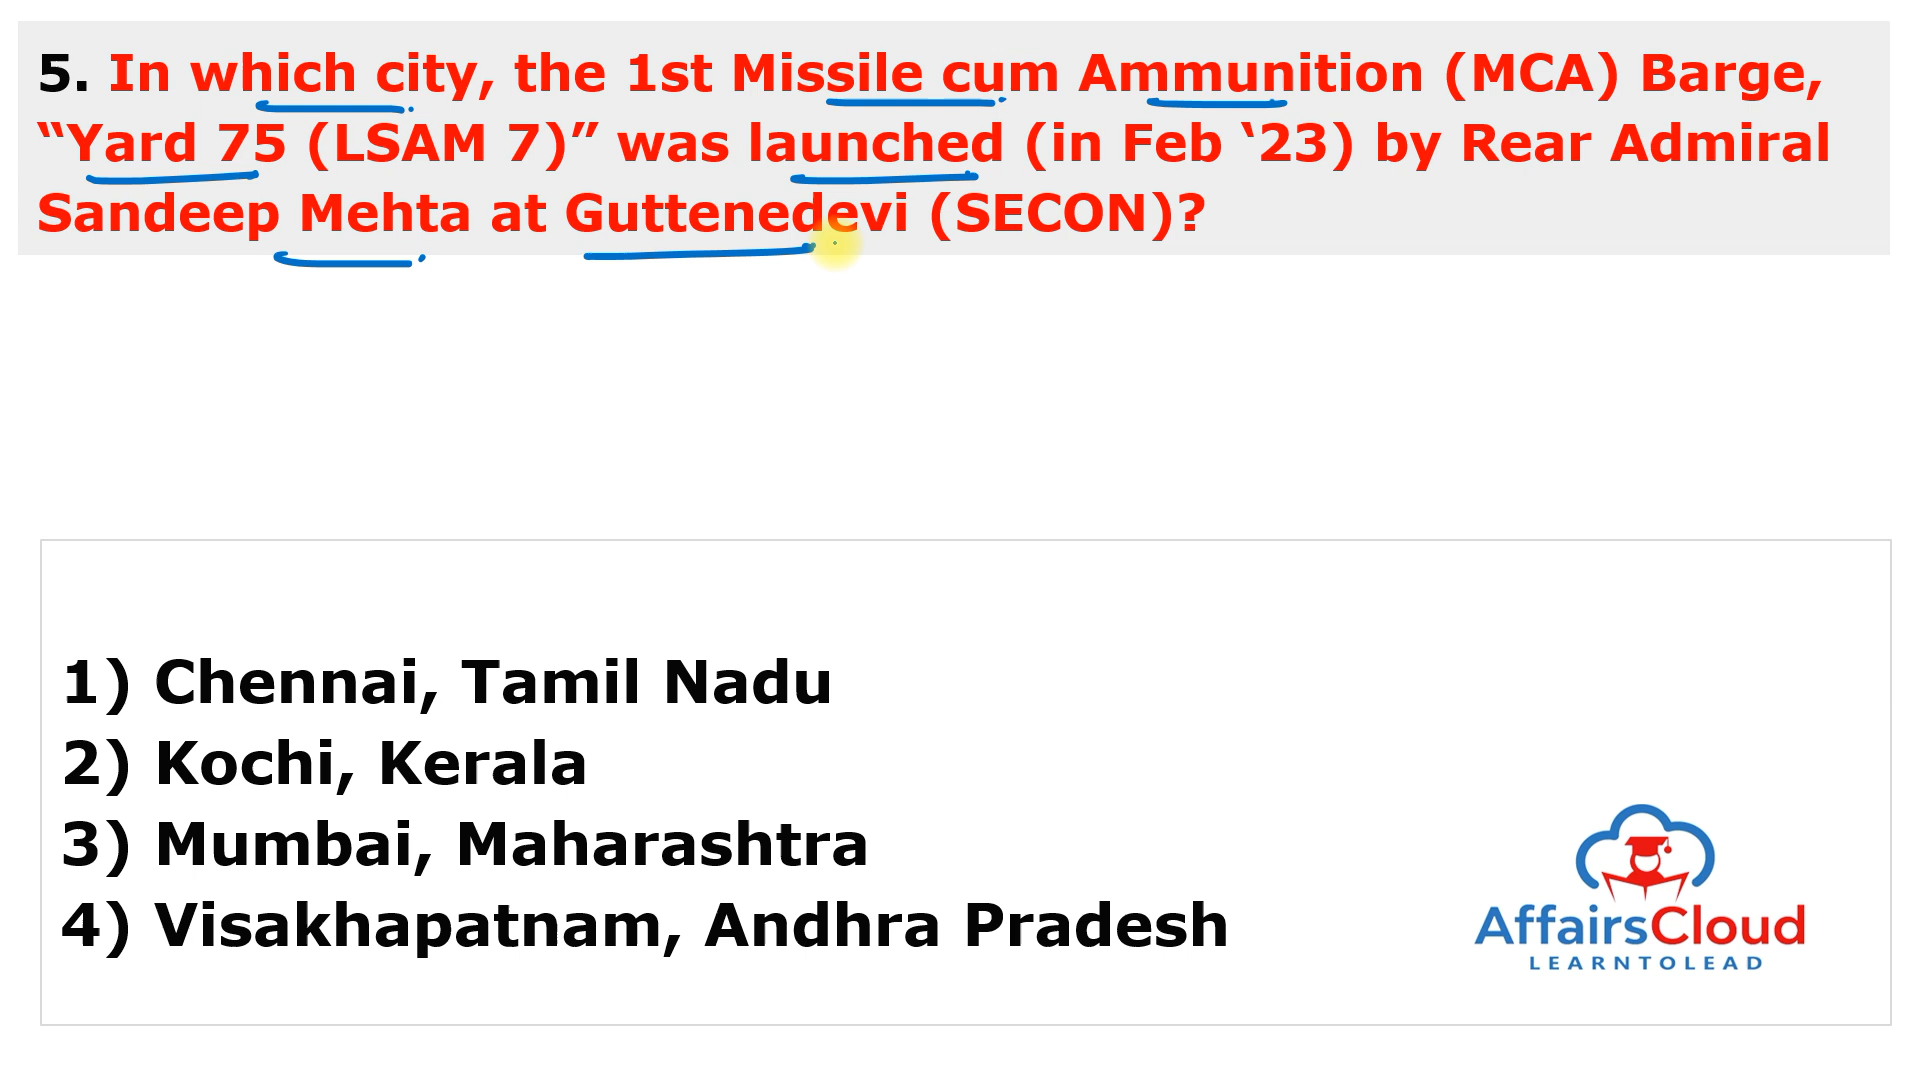 5. In which city, the 1st Missile cum Ammunition (MCA) Barge,
“Yard 75 (LSAM 7)” was launched (in Feb ‘23) by Rear Admiral
Sandeep Mehta at Guttenedevi (SECON)?
1) Chennai, Tamil Nadu
2) Kochi, Kerala
3) Mumbai, Maharashtra
4) Visakhapatnam, Andhra Pradesh
AffairsCloud
LEARNTOLEAD